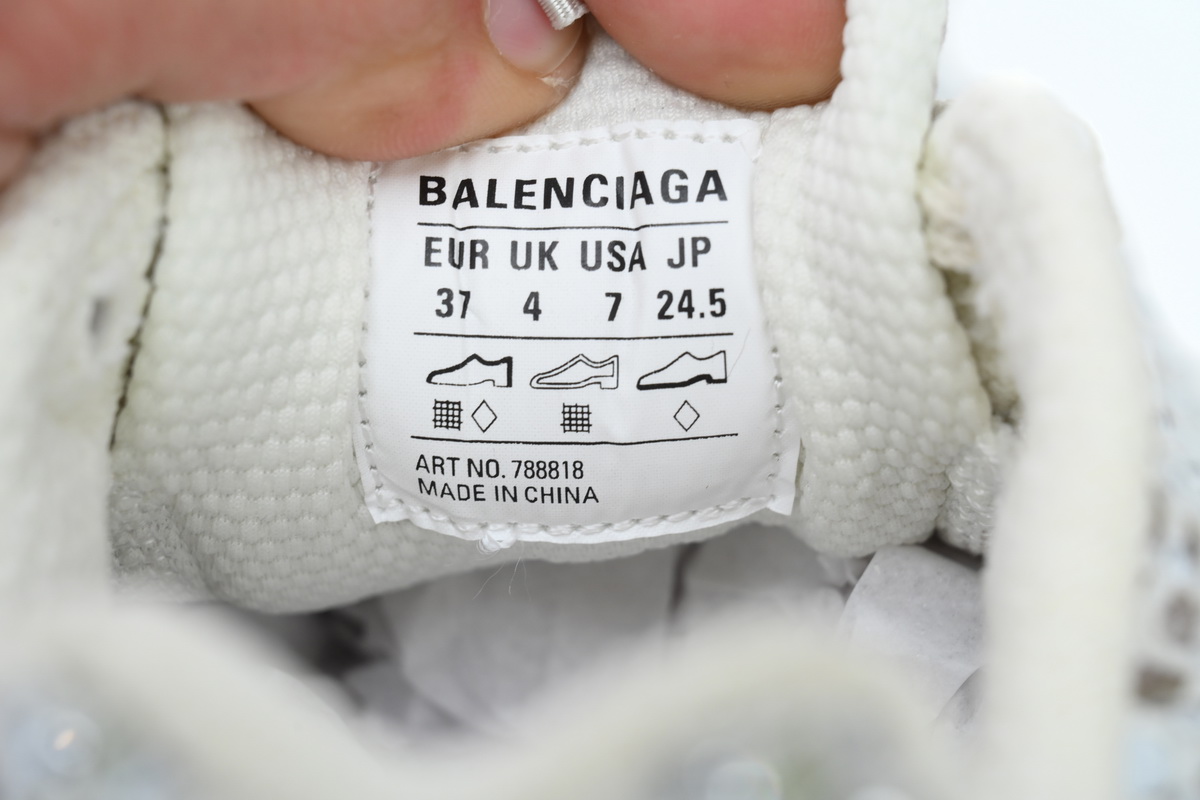 BALENCIAGA
EUR UK USA JP
37 4 7 24.5
ART NO. 788818
MADE IN CHINA